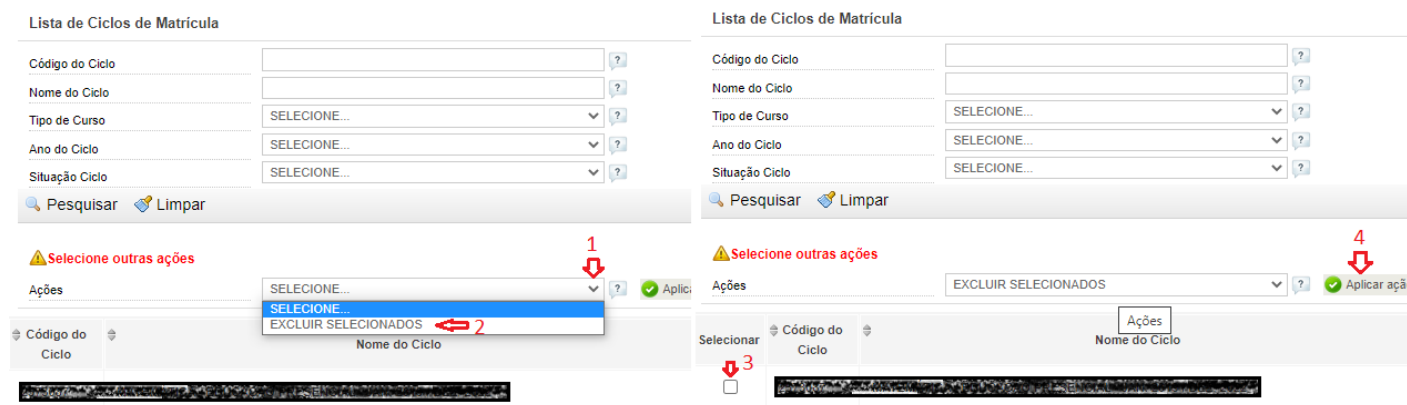 Lista de Ciclos de Matrícula
Código do Ciclo
?
Nome do Ciclo
?
Tipo de Curso
SELECIONE...
?
Ano do Ciclo
SELECIONE...
?
Situação Ciclo
SELECIONE...
?
Pesquisar Limpar
Selecione outras ações
1
Ações
SELECIONE...
?
Aplica
SELECIONE...
EXCLUIR SELECIONADOS
2
Código do Ciclo
Nome do Ciclo
Lista de Ciclos de Matrícula
Código do Ciclo
?
Nome do Ciclo
?
Tipo de Curso
SELECIONE...
?
Ano do Ciclo
SELECIONE...
?
Situação Ciclo
SELECIONE...
?
Pesquisar Limpar
Selecione outras ações
4
Ações
EXCLUIR SELECIONADOS
?
Aplicar açã
Ações
Selecionar
Código do Ciclo
Nome do Ciclo
3